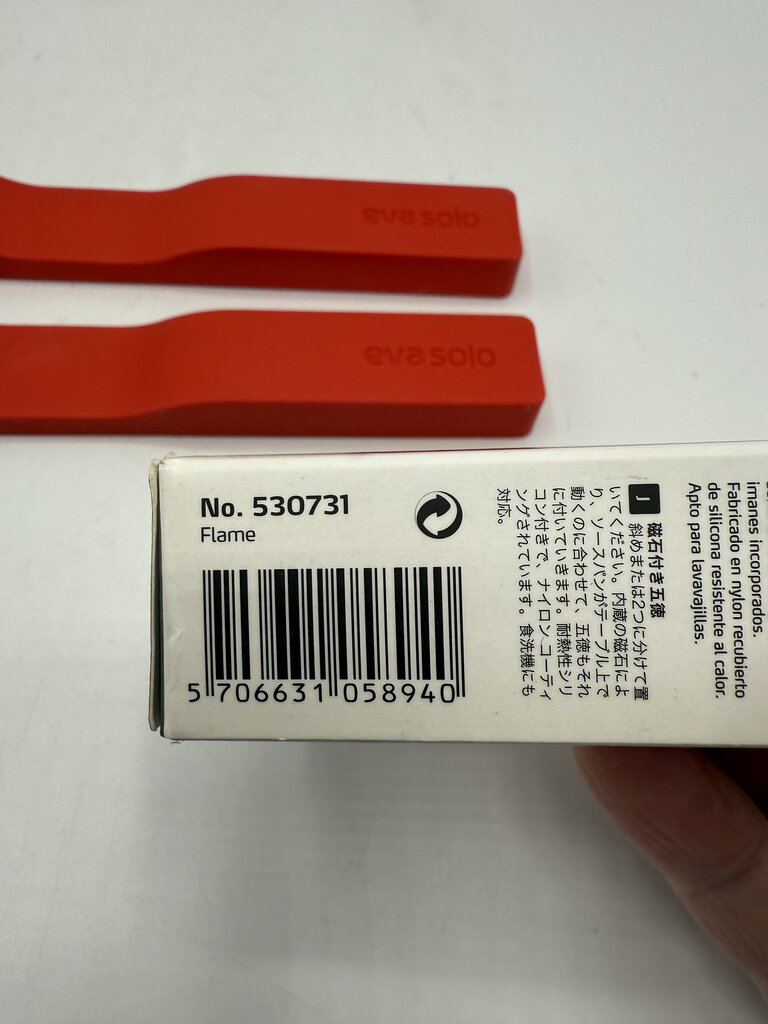 eva solo
eva solo
No. 530731
Flame
5 706631 058940
J 磁石付き五徳
斜めまたは2つに分けて置
いてください。内蔵の磁石によ
り、ソースパンがテーブル上で
動くのに合わせて、五徳もそれ
に付いていきます。耐熱性シリ
コン付きで、ナイロンコーティ
ングされています。食洗機にも
対応。
imanes incorporados.
Fabricado en nylon recubierto
de silicona resistente al calor.
Apto para lavavajillas.